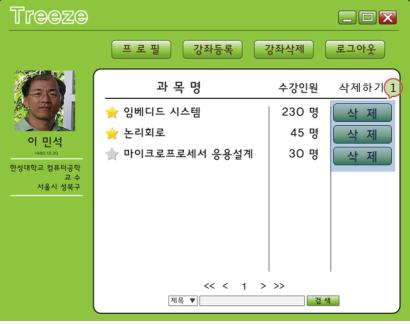 Treeze
프 로 필 강좌등록 강좌삭제 로그아웃
과 목 명 수강인원 삭제하기 1
임베디드 시스템 230 명 삭 제
논리회로 45 명 삭 제
마이크로프로세서 응용설계 30 명 삭 제
이 민석
한성대학교 컴퓨터공학
교 수
서울시 성북구
<< < 1 > >>
제목 ▼ 검 색